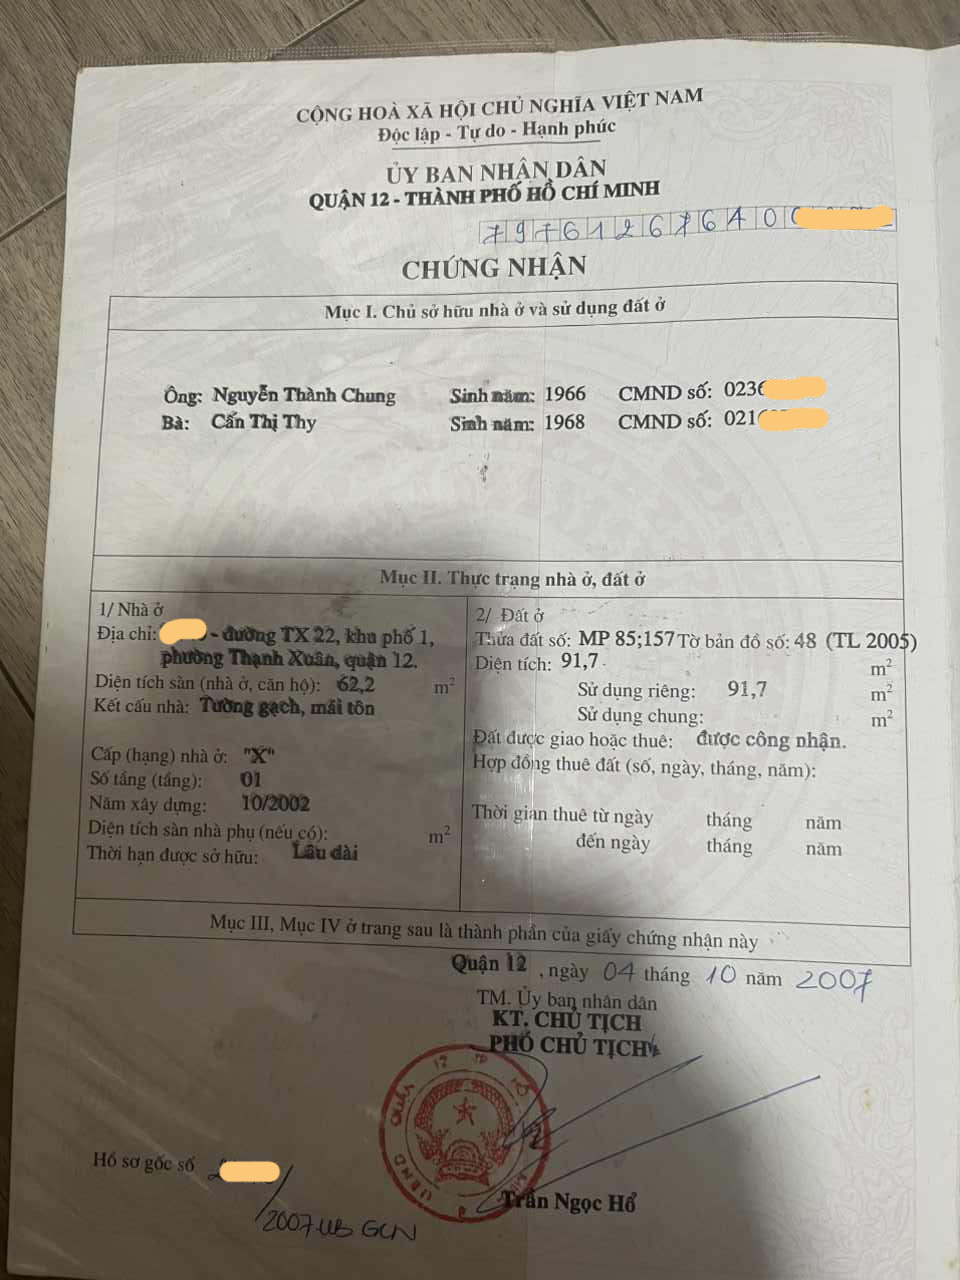 CỘNG HOÀ XÃ HỘI CHỦ NGHĨA VIỆT NAM
Độc lập - Tự do - Hạnh phúc
ỦY BAN NHÂN DÂN
QUẬN 12 - THÀNH PHỐ HỒ CHÍ MINH
797612676400
CHỨNG NHẬN
Mục I. Chủ sở hữu nhà ở và sử dụng đất ở
Ông: Nguyễn Thành Chung Sinh năm: 1966 CMND số: 023
Bà: Cấn Thị Thy Sinh năm: 1968 CMND số: 021
Mục II. Thực trạng nhà ở, đất ở
1/ Nhà ở
Địa chỉ: - đường TX 22, khu phố 1,
phường Thạnh Xuân, quận 12.
Diện tích sàn (nhà ở, căn hộ): 62,2 m²
Kết cấu nhà: Tường gạch, mái tôn
Cấp (hạng) nhà ở: "X"
Số tầng (tầng): 01
Năm xây dựng: 10/2002
Diện tích sàn nhà phụ (nếu có): m²
Thời hạn được sở hữu: Lâu dài
2/ Đất ở
Thửa đất số: MP 85;157 Tờ bản đồ số: 48 (TL 2005)
Diện tích: 91,7 m²
Sử dụng riêng: 91,7 m²
Sử dụng chung: m²
Đất được giao hoặc thuê: được công nhận.
Hợp đồng thuê đất (số, ngày, tháng, năm):
Thời gian thuê từ ngày tháng năm
đến ngày tháng năm
Mục III, Mục IV ở trang sau là thành phần của giấy chứng nhận này
Quận 12 , ngày 04 tháng 10 năm 2007
TM. Ủy ban nhân dân
KT. CHỦ TỊCH
PHÓ CHỦ TỊCH
Trần Ngọc Hổ
Hồ sơ gốc số
/2007.UB GCN